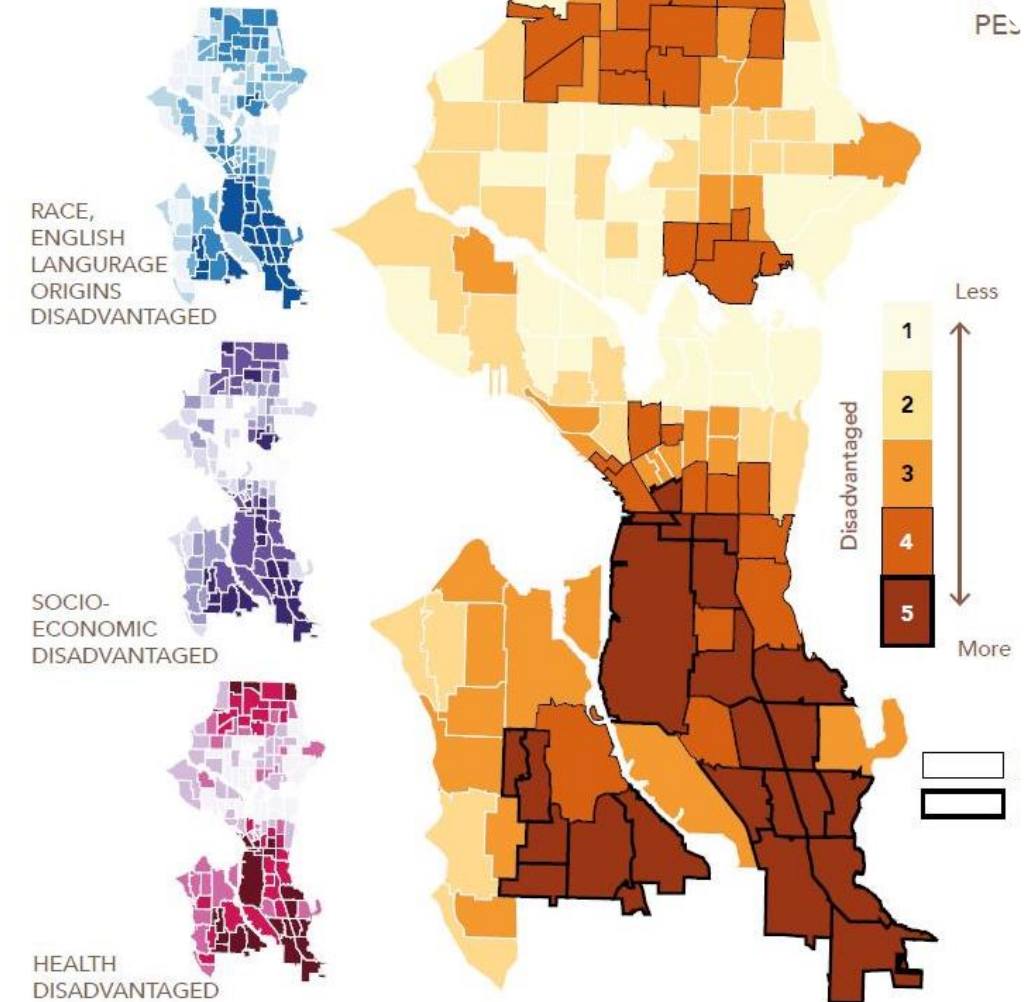 RACE,
ENGLISH
LANGURAGE
ORIGINS
DISADVANTAGED
SOCIO-
ECONOMIC
DISADVANTAGED
HEALTH
DISADVANTAGED
Less
1
2
3
4
5
Disadvantaged
More